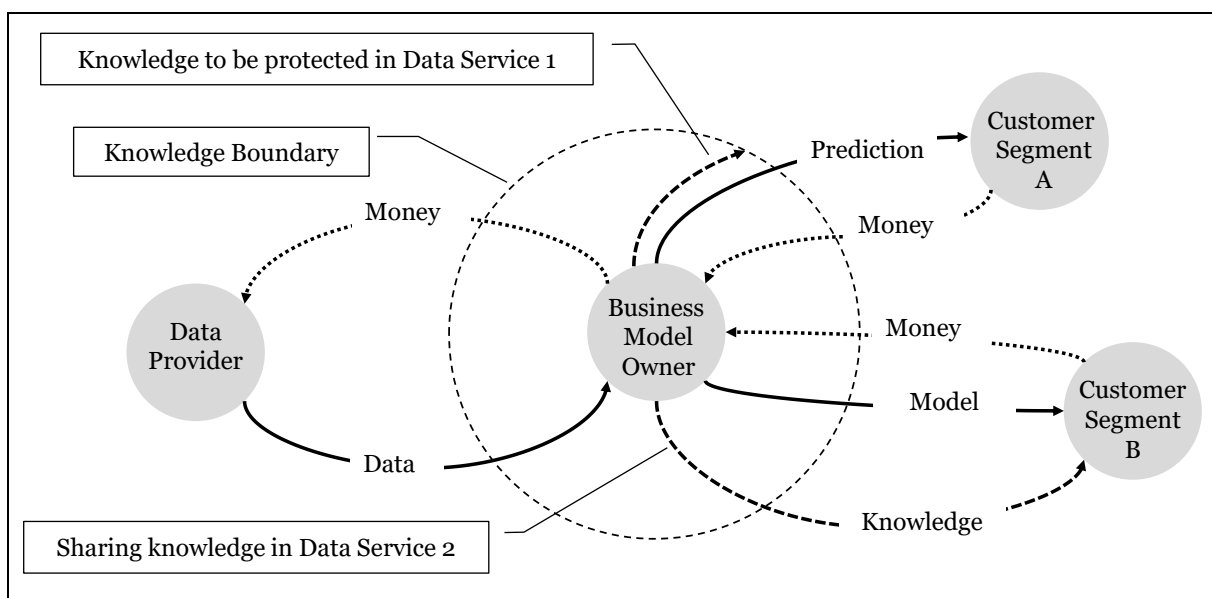 Knowledge to be protected in Data Service 1
Knowledge Boundary
Customer
Segment
A
Prediction
Money
Money
Business
Model
Owner
Data
Provider
Money
Model
Customer
Segment
B
Data
Knowledge
Sharing knowledge in Data Service 2